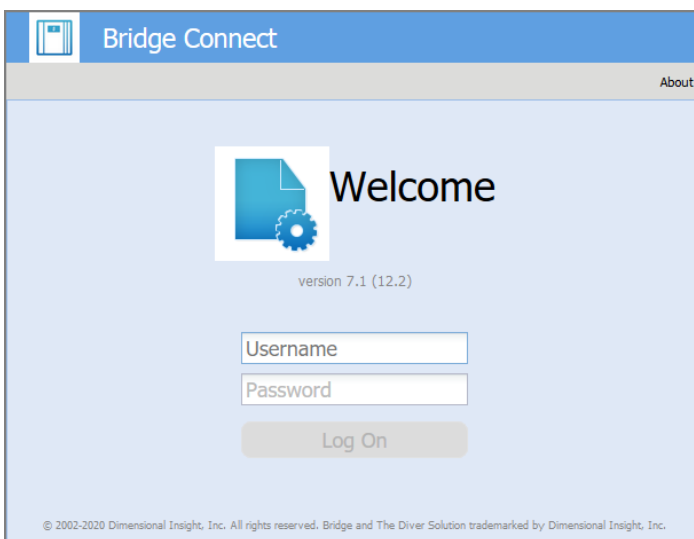 Bridge Connect
About
Welcome
version 7.1 (12.2)
Username
Password
Log On
© 2002-2020 Dimensional Insight, Inc. All rights reserved. Bridge and The Diver Solution trademarked by Dimensional Insight, Inc.